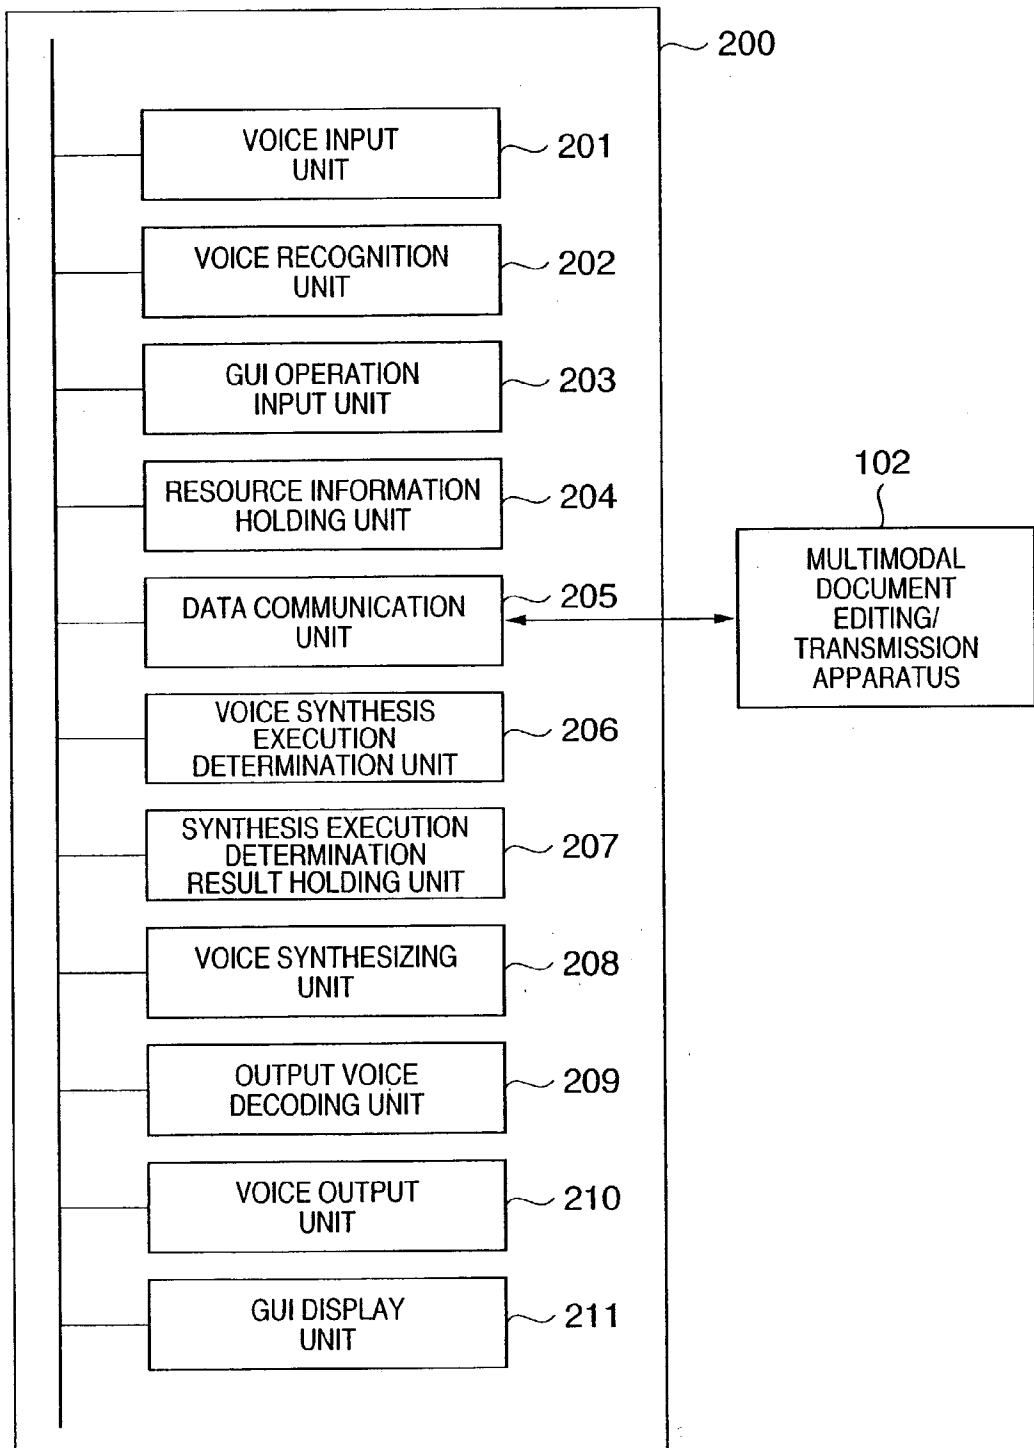 200
VOICE INPUT
UNIT
201
VOICE RECOGNITION
UNIT
202
GUI OPERATION
INPUT UNIT
203
RESOURCE INFORMATION
HOLDING UNIT
204
DATA COMMUNICATION
UNIT
205
102
MULTIMODAL
DOCUMENT
EDITING/
TRANSMISSION
APPARATUS
VOICE SYNTHESIS
EXECUTION
DETERMINATION UNIT
206
SYNTHESIS EXECUTION
DETERMINATION
RESULT HOLDING UNIT
207
VOICE SYNTHESIZING
UNIT
208
OUTPUT VOICE
DECODING UNIT
209
VOICE OUTPUT
UNIT
210
GUI DISPLAY
UNIT
211